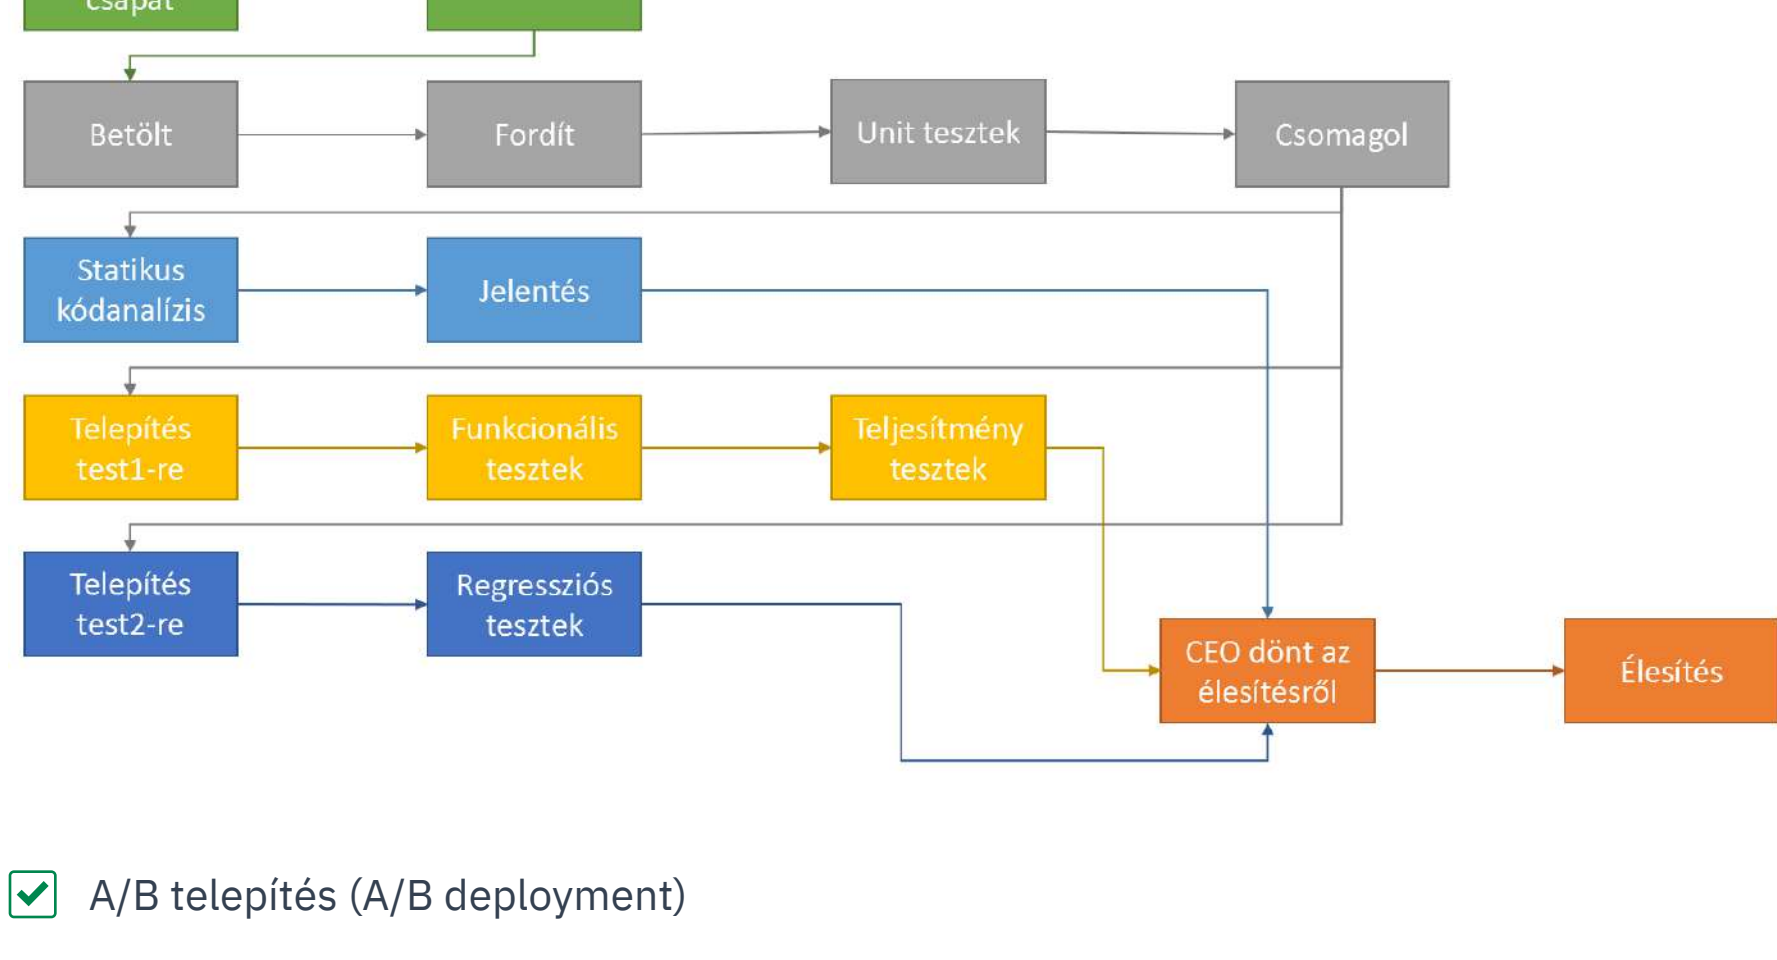 csapat
Betölt
Fordít
Unit tesztek
Csomagol
Statikus
kódanalízis
Jelentés
Telepítés
test1-re
Funkcionális
tesztek
Teljesítmény
tesztek
Telepítés
test2-re
Regressziós
tesztek
CEO dönt az
élesítésről
Élesítés
A/B telepítés (A/B deployment)